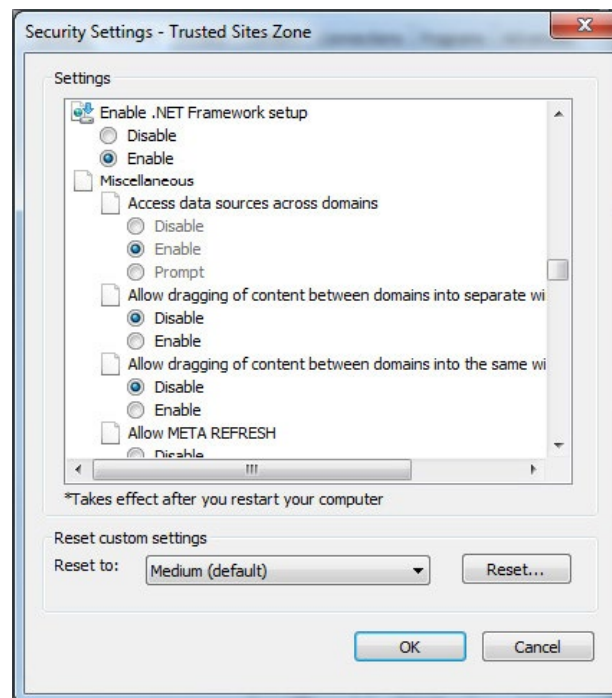 Security Settings - Trusted Sites Zone
Settings
Enable .NET Framework setup
Disable
Enable
Miscellaneous
Access data sources across domains
Disable
Enable
Prompt
Allow dragging of content between domains into separate wi
Disable
Enable
Allow dragging of content between domains into the same wi
Disable
Enable
Allow META REFRESH
Disable
*Takes effect after you restart your computer
Reset custom settings
Reset to: Medium (default) Reset...
OK Cancel